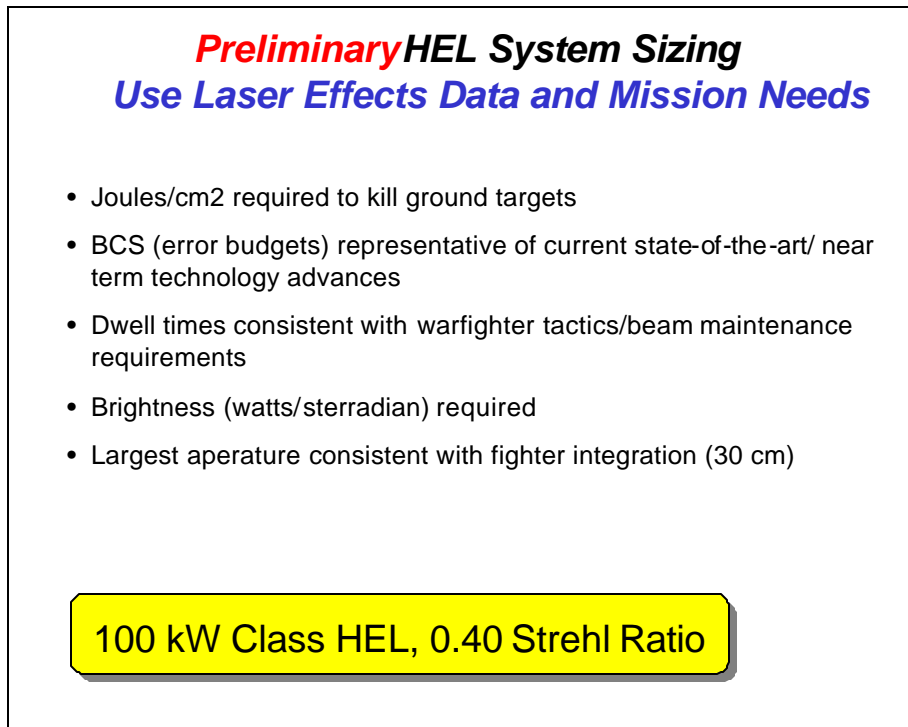 Preliminary HEL System Sizing
Use Laser Effects Data and Mission Needs
• Joules/cm2 required to kill ground targets
• BCS (error budgets) representative of current state-of-the-art/ near
term technology advances
• Dwell times consistent with warfighter tactics/beam maintenance
requirements
• Brightness (watts/sterradian) required
• Largest aperature consistent with fighter integration (30 cm)
100 kW Class HEL, 0.40 Strehl Ratio